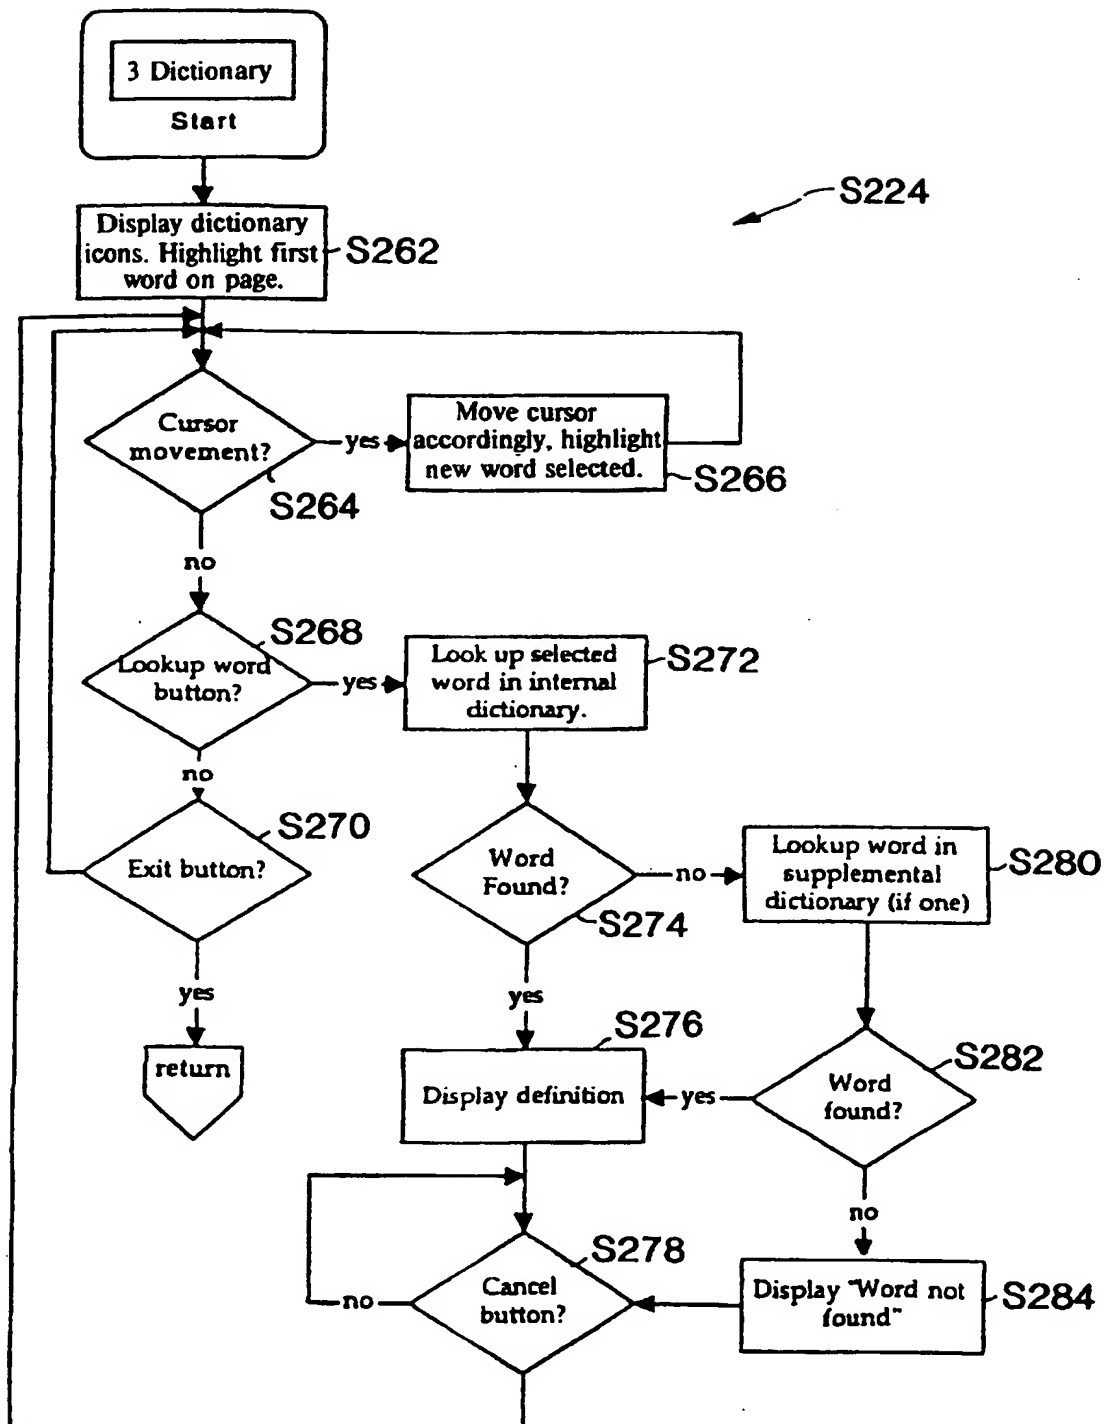 3 Dictionary
Start
S224
Display dictionary
icons. Highlight first
word on page.
S262
Cursor
movement?
S264
yes
Move cursor
accordingly, highlight
new word selected.
S266
no
S268
Lookup word
button?
yes
Look up selected
word in internal
dictionary.
S272
no
S270
Exit button?
Word
Found?
S274
no
Lookup word in
supplemental
dictionary (if one)
S280
yes
return
yes
S276
Display definition
yes
Word
found?
S282
no
S278
Cancel
button?
no
Display "Word not
found"
S284